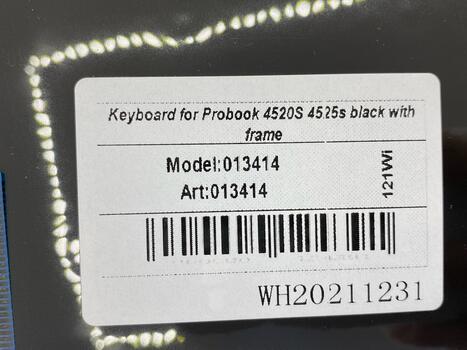 Keyboard for Probook 4520S 4525s black with
frame
Model:013414
Art:013414
121Wi
WH20211231